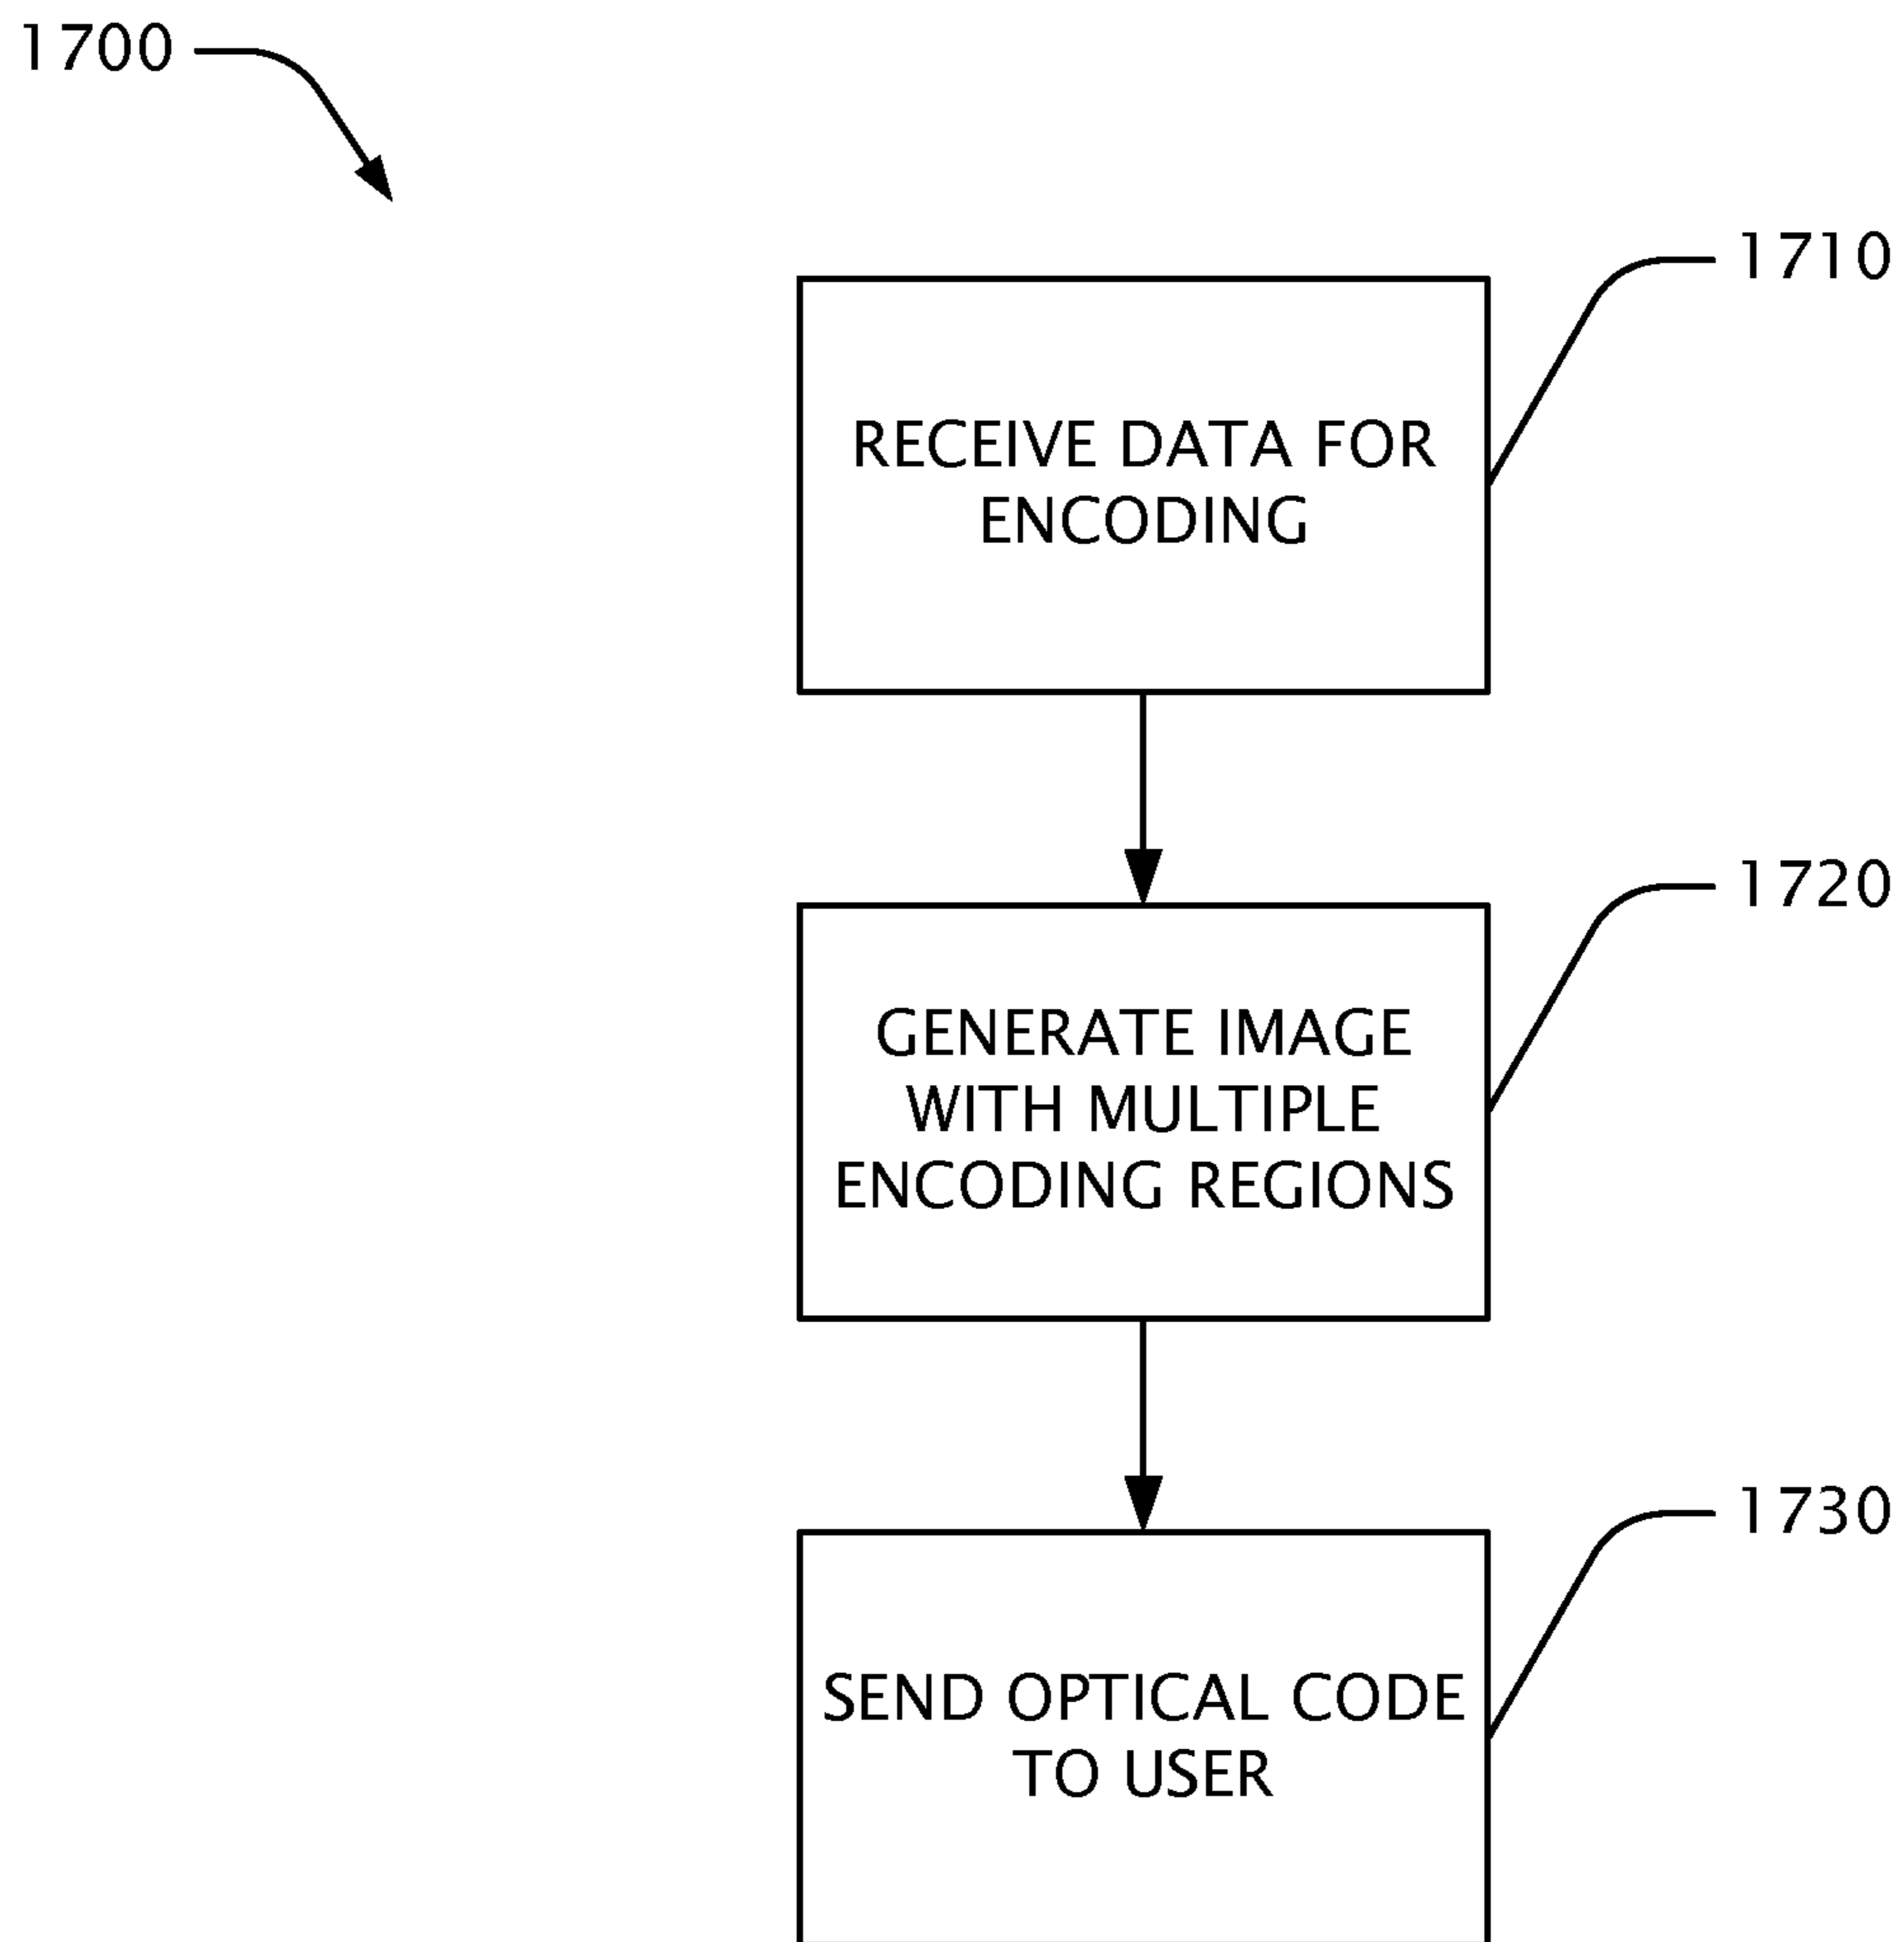 1700
1710
RECEIVE DATA FOR
ENCODING
1720
GENERATE IMAGE
WITH MULTIPLE
ENCODING REGIONS
1730
SEND OPTICAL CODE
TO USER